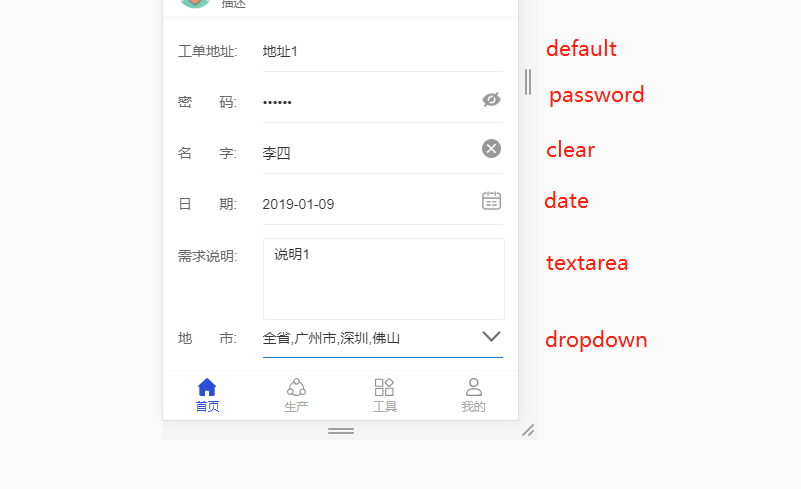 描述
工单地址: 地址1 default
密 码: •••••• password
名 字: 李四 clear
日 期: 2019-01-09 date
需求说明: 说明1 textarea
地 市: 全省,广州市,深圳,佛山 dropdown
首页 生产 工具 我的